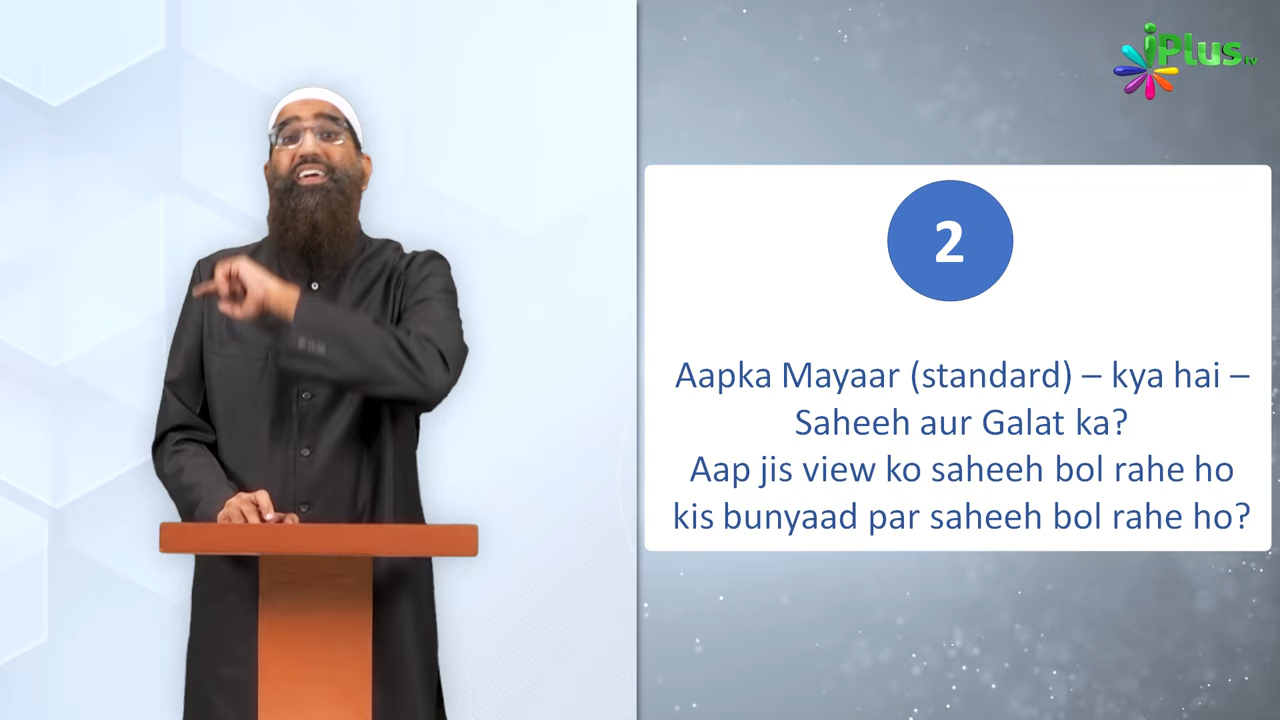 iPlus tv
2
Aapka Mayaar (standard) – kya hai –
Saheeh aur Galat ka?
Aap jis view ko saheeh bol rahe ho
kis bunyaad par saheeh bol rahe ho?